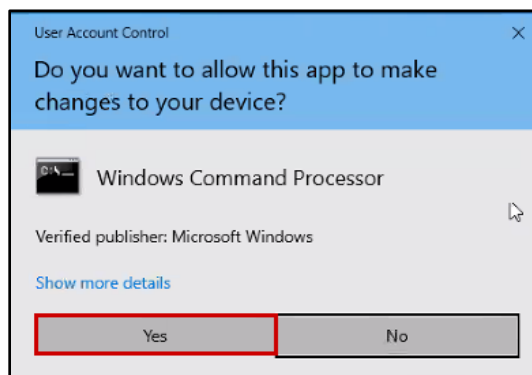 User Account Control
Do you want to allow this app to make
changes to your device?
C:\_
Windows Command Processor
Verified publisher: Microsoft Windows
Show more details
Yes
No